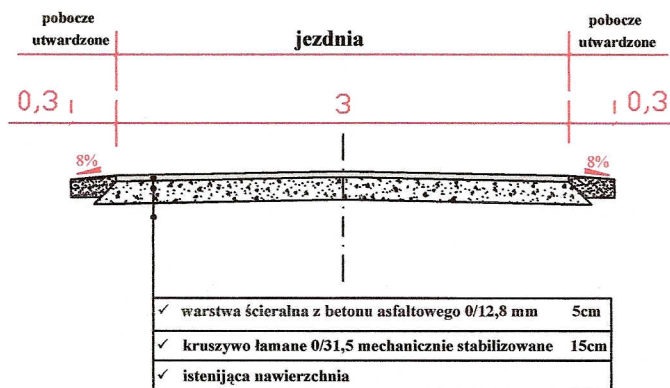 pobocze
utwardzone
jezdnia
pobocze
utwardzone
0,3
3
0,3
8%
8%
✓ warstwa ścieralna z betonu asfaltowego 0/12,8 mm 5cm
✓ kruszywo łamane 0/31,5 mechanicznie stabilizowane 15cm
✓ istenijąca nawierzchnia